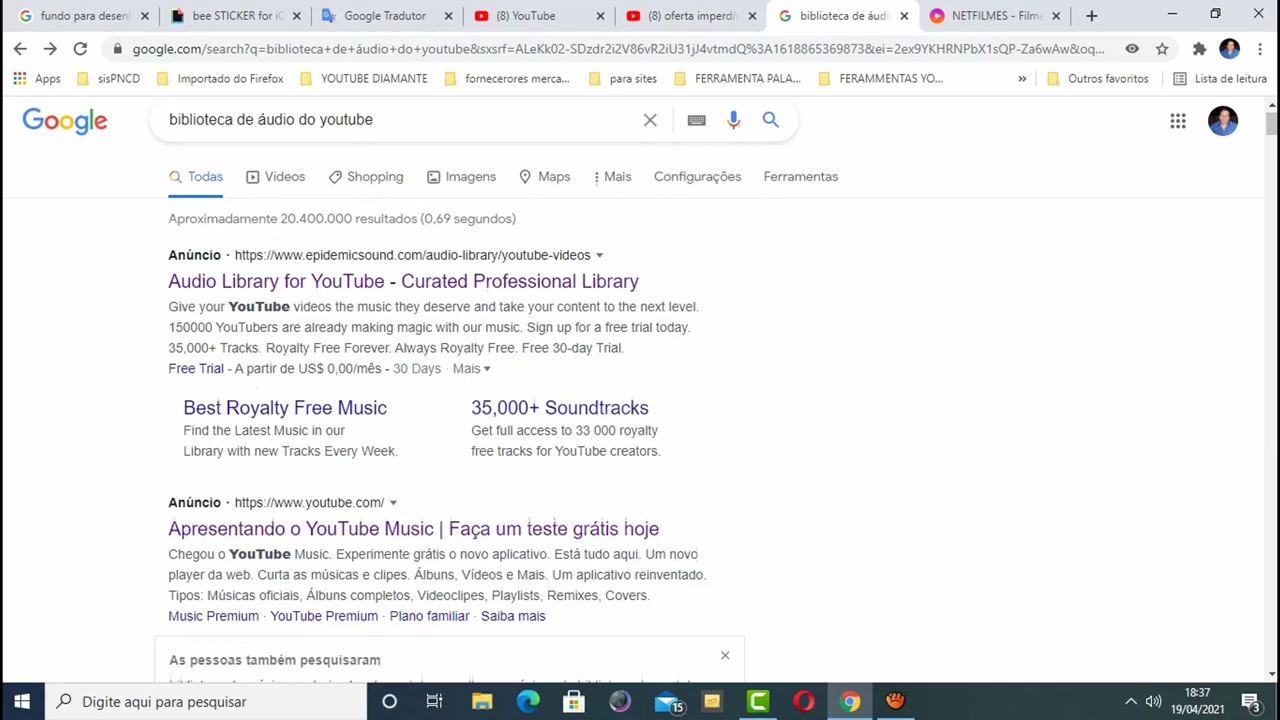 fundo para desen
bee STICKER for iC
Google Tradutor
(8) YouTube
(8) oferta imperdív
biblioteca de áudio
NETFILMES - Filme
google.com/search?q=biblioteca+de+áudio+do+youtube&sxsrf=ALeKk02-SDzdr2i2V86vR2iU31jJ4vtmdQ%3A1618865369873&ei=2ex9YKHRNPbX1sQP-Za6wAw&oq...
Apps
sisPNCD
Importado do Firefox
YOUTUBE DIAMANTE
fornecerores merca...
para sites
FERRAMENTA PALA...
FERAMMENTAS YO...
»
Outros favoritos
Lista de leitura
Google
biblioteca de áudio do youtube
Todas
Vídeos
Shopping
Imagens
Maps
Mais
Configurações
Ferramentas
Aproximadamente 20.400.000 resultados (0,69 segundos)
Anúncio · https://www.epidemicsound.com/audio-library/youtube-videos
Audio Library for YouTube - Curated Professional Library
Give your YouTube videos the music they deserve and take your content to the next level.
150000 YouTubers are already making magic with our music. Sign up for a free trial today.
35,000+ Tracks. Royalty Free Forever. Always Royalty Free. Free 30-day Trial.
Free Trial - A partir de US$ 0,00/mês - 30 Days · Mais
Best Royalty Free Music
Find the Latest Music in our
Library with new Tracks Every Week.
35,000+ Soundtracks
Get full access to 33 000 royalty
free tracks for YouTube creators.
Anúncio · https://www.youtube.com/
Apresentando o YouTube Music | Faça um teste grátis hoje
Chegou o YouTube Music. Experimente grátis o novo aplicativo. Está tudo aqui. Um novo
player da web. Curta as músicas e clipes. Álbuns, Vídeos e Mais. Um aplicativo reinventado.
Tipos: Músicas oficiais, Álbuns completos, Videoclipes, Playlists, Remixes, Covers.
Music Premium · YouTube Premium · Plano familiar · Saiba mais
As pessoas também pesquisaram
Digite aqui para pesquisar
15
18:37
19/04/2021
3